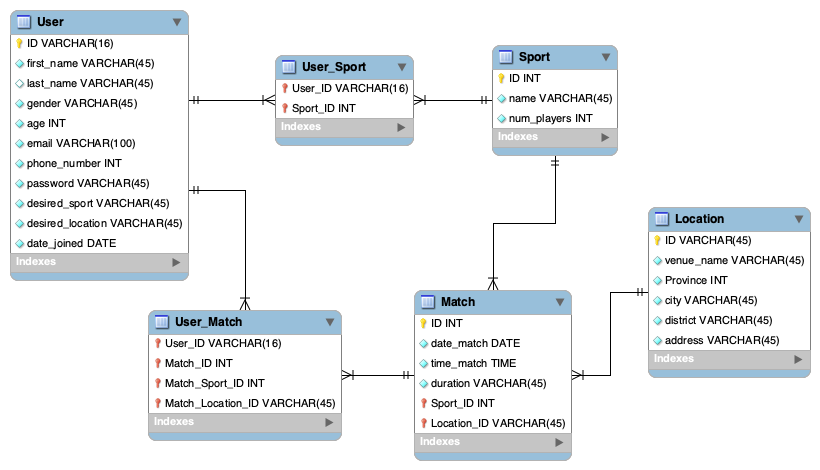 User
ID VARCHAR(16)
first_name VARCHAR(45)
last_name VARCHAR(45)
gender VARCHAR(45)
age INT
email VARCHAR(100)
phone_number INT
password VARCHAR(45)
desired_sport VARCHAR(45)
desired_location VARCHAR(45)
date_joined DATE
Indexes
User_Sport
User_ID VARCHAR(16)
Sport_ID INT
Indexes
Sport
ID INT
name VARCHAR(45)
num_players INT
Indexes
Location
ID VARCHAR(45)
venue_name VARCHAR(45)
Province INT
city VARCHAR(45)
district VARCHAR(45)
address VARCHAR(45)
Indexes
User_Match
User_ID VARCHAR(16)
Match_ID INT
Match_Sport_ID INT
Match_Location_ID VARCHAR(45)
Indexes
Match
ID INT
date_match DATE
time_match TIME
duration VARCHAR(45)
Sport_ID INT
Location_ID VARCHAR(45)
Indexes